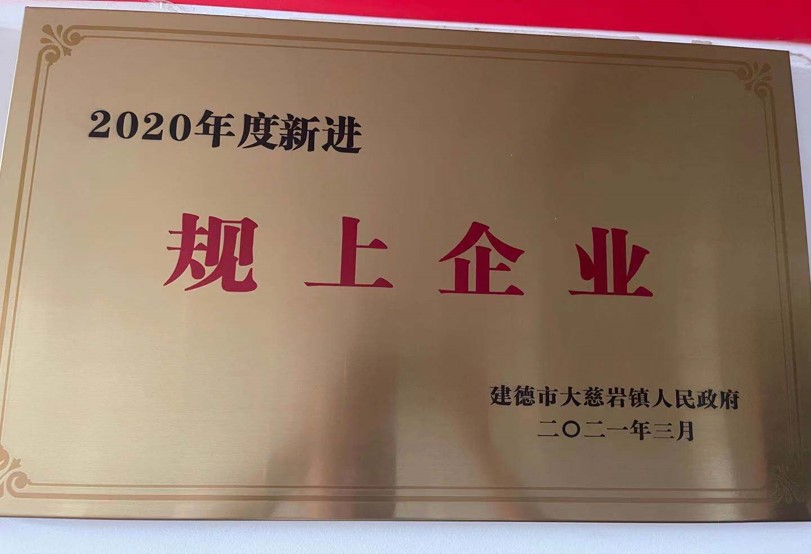 2020年度新进
规上企业
建德市大慈岩镇人民政府
二〇二一年三月